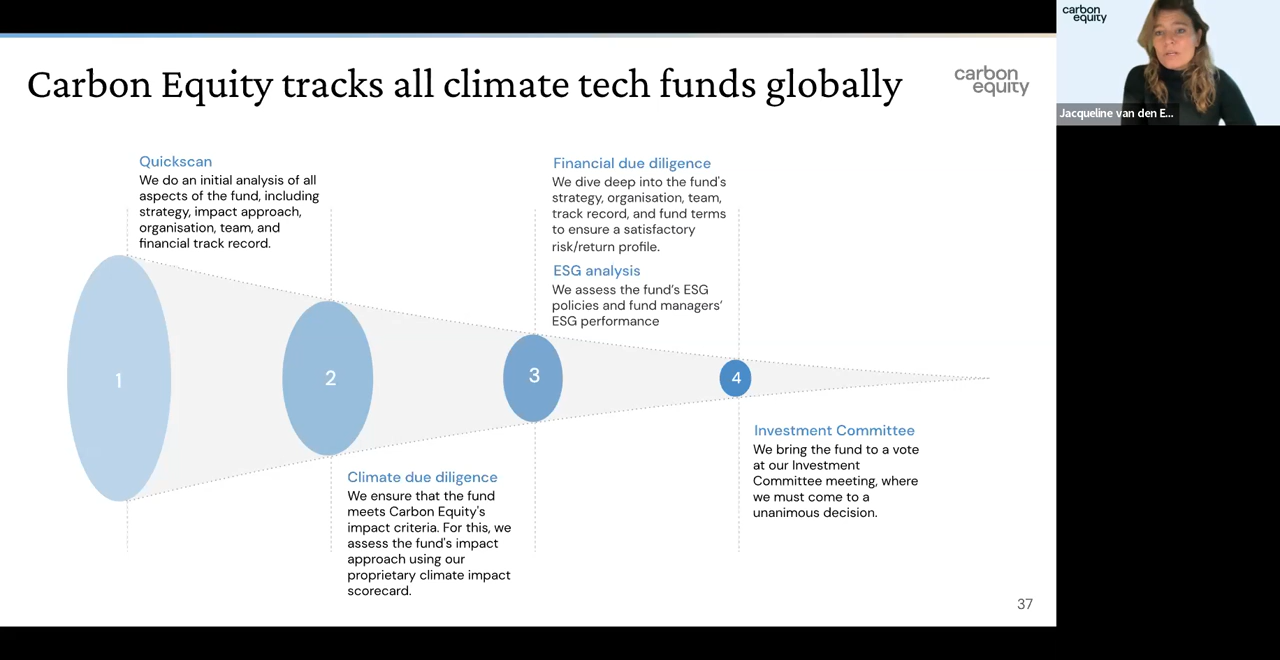 Carbon Equity tracks all climate tech funds globally
carbon
equity
carbon
equity
Jacqueline van den E...
Quickscan
We do an initial analysis of all
aspects of the fund, including
strategy, impact approach,
organisation, team, and
financial track record.
Financial due diligence
We dive deep into the fund's
strategy, organisation, team,
track record, and fund terms
to ensure a satisfactory
risk/return profile.
ESG analysis
We assess the fund's ESG
policies and fund managers'
ESG performance
1
2
3
4
Climate due diligence
We ensure that the fund
meets Carbon Equity's
impact criteria. For this, we
assess the fund's impact
approach using our
proprietary climate impact
scorecard.
Investment Committee
We bring the fund to a vote
at our Investment
Committee meeting, where
we must come to a
unanimous decision.
37